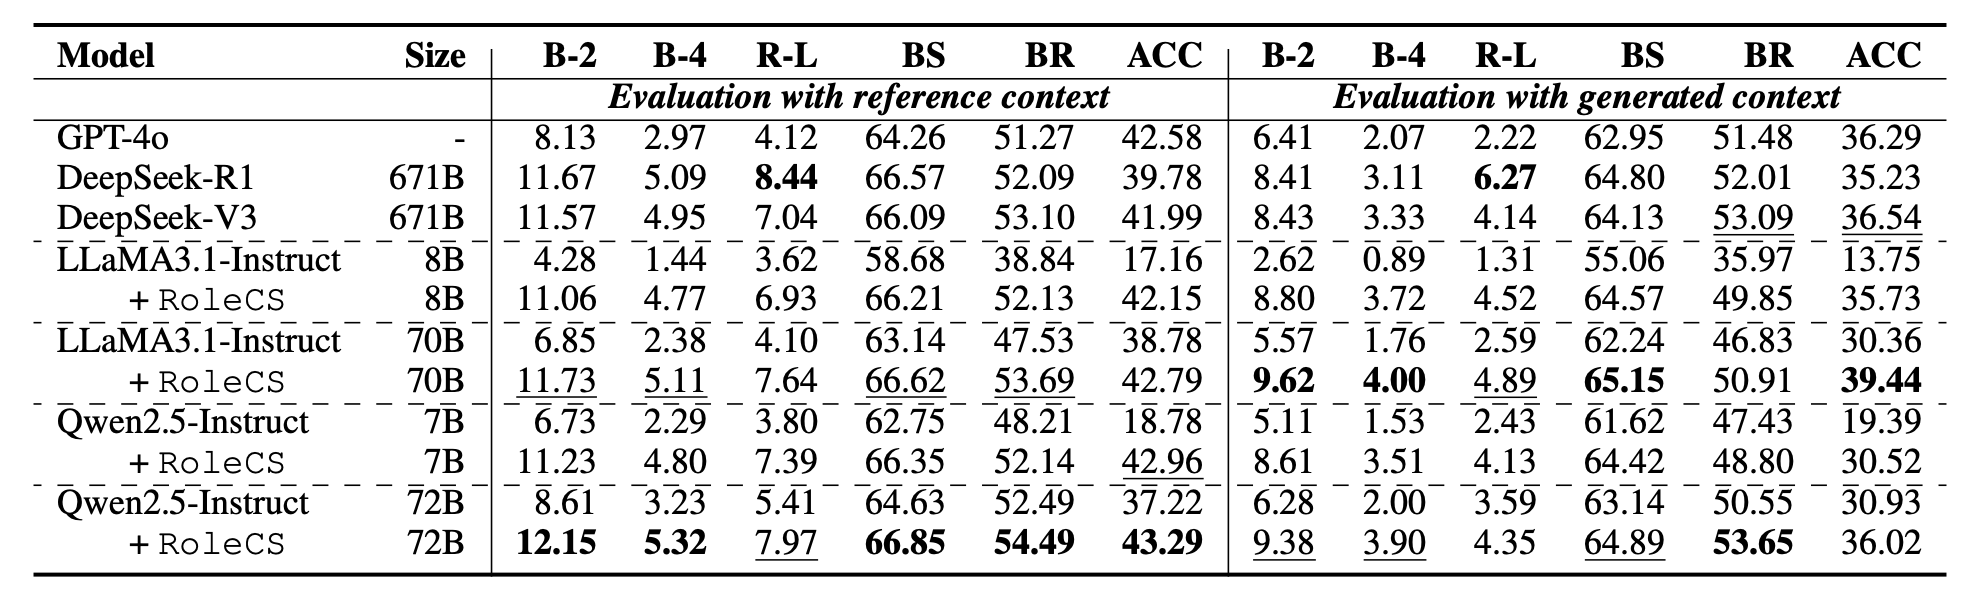 Model Size B-2 B-4 R-L BS BR ACC B-2 B-4 R-L BS BR ACC
Evaluation with reference context Evaluation with generated context
GPT-4o - 8.13 2.97 4.12 64.26 51.27 42.58 6.41 2.07 2.22 62.95 51.48 36.29
DeepSeek-R1 671B 11.67 5.09 8.44 66.57 52.09 39.78 8.41 3.11 6.27 64.80 52.01 35.23
DeepSeek-V3 671B 11.57 4.95 7.04 66.09 53.10 41.99 8.43 3.33 4.14 64.13 53.09 36.54
LLaMA3.1-Instruct 8B 4.28 1.44 3.62 58.68 38.84 17.16 2.62 0.89 1.31 55.06 35.97 13.75
+ RoleCS 8B 11.06 4.77 6.93 66.21 52.13 42.15 8.80 3.72 4.52 64.57 49.85 35.73
LLaMA3.1-Instruct 70B 6.85 2.38 4.10 63.14 47.53 38.78 5.57 1.76 2.59 62.24 46.83 30.36
+ RoleCS 70B 11.73 5.11 7.64 66.62 53.69 42.79 9.62 4.00 4.89 65.15 50.91 39.44
Qwen2.5-Instruct 7B 6.73 2.29 3.80 62.75 48.21 18.78 5.11 1.53 2.43 61.62 47.43 19.39
+ RoleCS 7B 11.23 4.80 7.39 66.35 52.14 42.96 8.61 3.51 4.13 64.42 48.80 30.52
Qwen2.5-Instruct 72B 8.61 3.23 5.41 64.63 52.49 37.22 6.28 2.00 3.59 63.14 50.55 30.93
+ RoleCS 72B 12.15 5.32 7.97 66.85 54.49 43.29 9.38 3.90 4.35 64.89 53.65 36.02